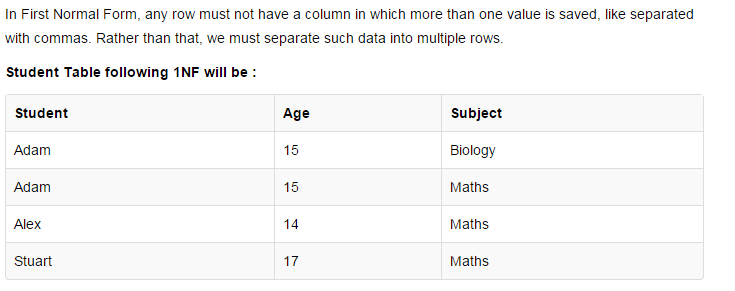 In First Normal Form, any row must not have a column in which more than one value is saved, like separated
with commas. Rather than that, we must separate such data into multiple rows.
Student Table following 1NF will be :
Student Age Subject
Adam 15 Biology
Adam 15 Maths
Alex 14 Maths
Stuart 17 Maths